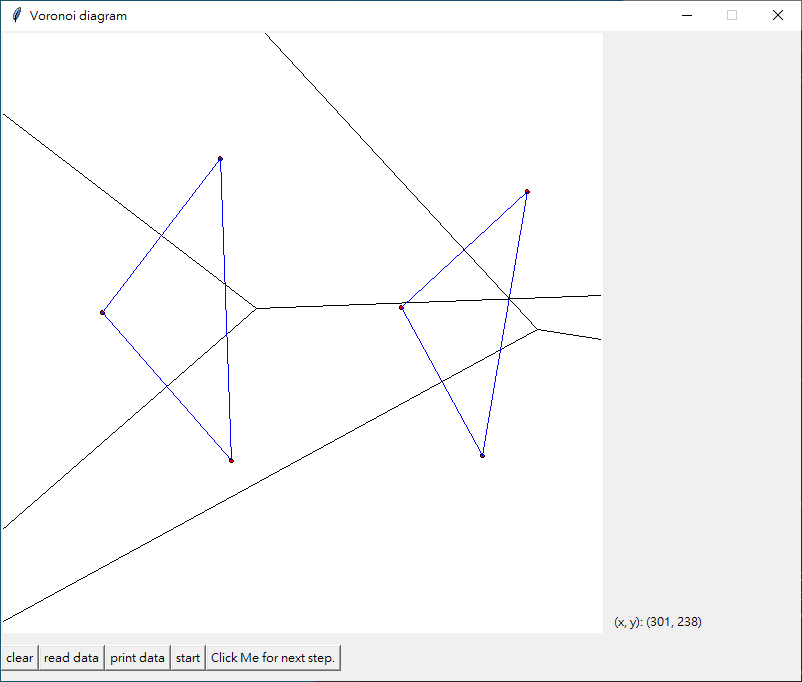 Voronoi diagram
(x, y): (301, 238)
clear read data print data start Click Me for next step.